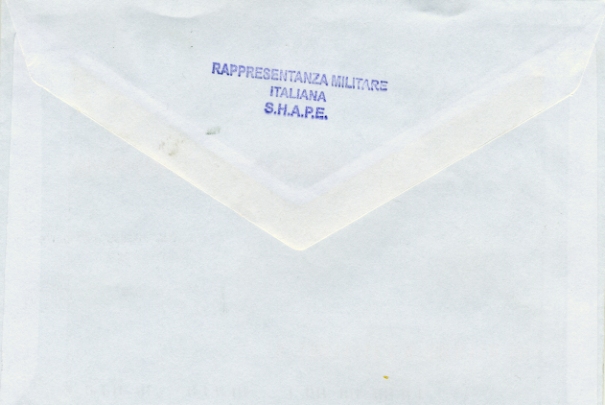 RAPPRESENTANZA MILITARE
ITALIANA
S.H.A.P.E.